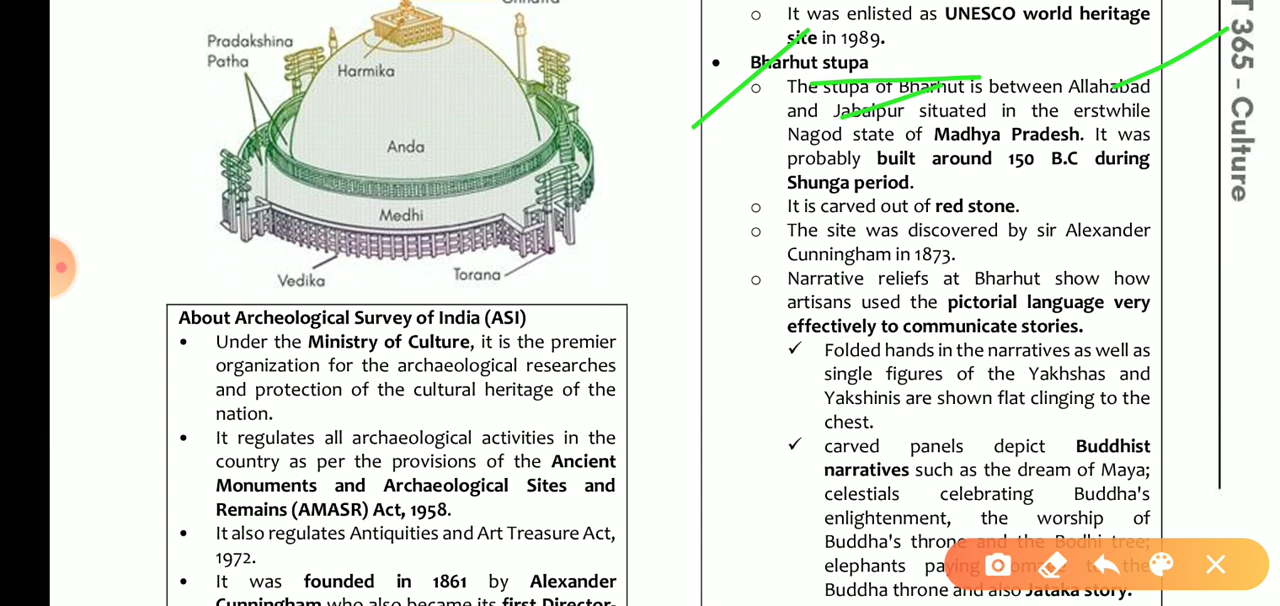 Chhatra
Pradakshina
Patha
Harmika
Anda
Medhi
Vedika
Torana
About Archeological Survey of India (ASI)
• Under the Ministry of Culture, it is the premier
organization for the archaeological researches
and protection of the cultural heritage of the
nation.
• It regulates all archaeological activities in the
country as per the provisions of the Ancient
Monuments and Archaeological Sites and
Remains (AMASR) Act, 1958.
• It also regulates Antiquities and Art Treasure Act,
1972.
• It was founded in 1861 by Alexander
Cunningham who also became its first Director-
o It was enlisted as UNESCO world heritage
site in 1989.
• Bharhut stupa
o The stupa of Bharhut is between Allahabad
and Jabalpur situated in the erstwhile
Nagod state of Madhya Pradesh. It was
probably built around 150 B.C during
Shunga period.
o It is carved out of red stone.
o The site was discovered by sir Alexander
Cunningham in 1873.
o Narrative reliefs at Bharhut show how
artisans used the pictorial language very
effectively to communicate stories.
✓ Folded hands in the narratives as well as
single figures of the Yakhshas and
Yakshinis are shown flat clinging to the
chest.
✓ carved panels depict Buddhist
narratives such as the dream of Maya;
celestials celebrating Buddha's
enlightenment, the worship of
Buddha's throne and the Bodhi tree;
elephants paying to the
Buddha throne and also Jataka story.
T 365 - Culture